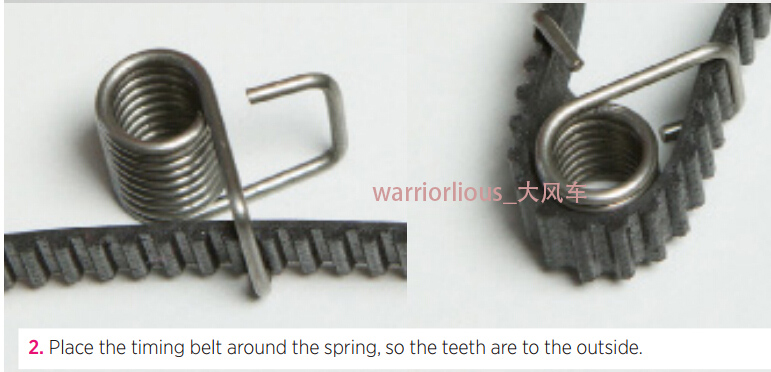 warriorlious_大风车
2. Place the timing belt around the spring, so the teeth are to the outside.